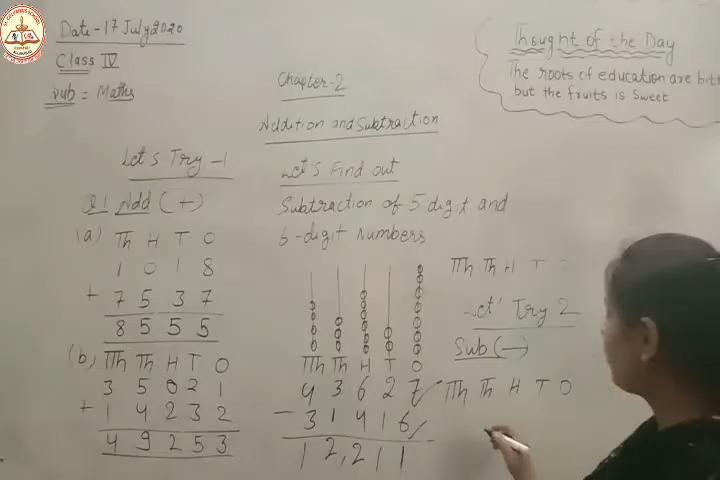 Date-17 July2020
Class IV
Sub = Maths
Thought of the Day
The roots of education are bitt
but the fruits is sweet
Chapter-2
Addition and Subtraction
Let's Try-1
Q1 Add (+)
(a) Th H T O
1 0 1 8
+ 7 5 3 7
8 5 5 5
(b) TTh Th H T O
3 5 0 2 1
+ 1 4 2 3 2
4 9 2 5 3
Let's Find out
Subtraction of 5 digit and
6-digit Numbers
TTh Th H T O
4 3 6 2 7
- 3 1 4 1 6
1 2,2 1 1
TTh Th H T O
Let' Try 2
Sub (-)
TTh Th H T O